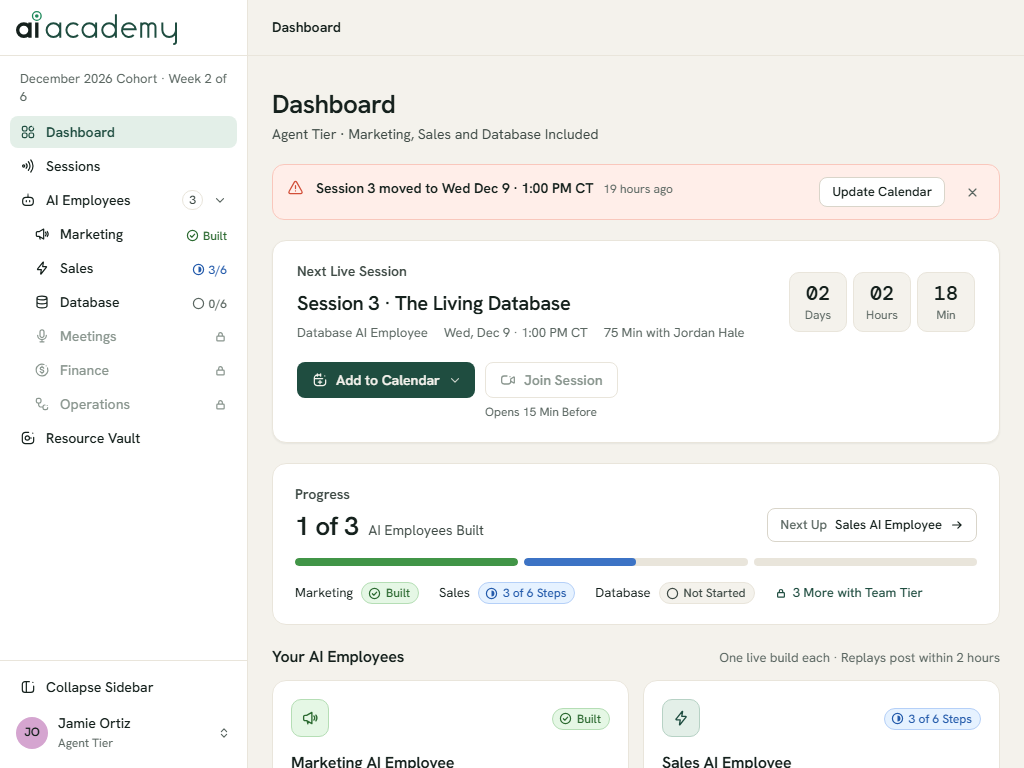 ai academy
December 2026 Cohort · Week 2 of
6
Dashboard
Sessions
AI Employees 3
Marketing Built
Sales 3/6
Database 0/6
Meetings
Finance
Operations
Resource Vault
Collapse Sidebar
JO
Jamie Ortiz
Agent Tier
Dashboard
Dashboard
Agent Tier · Marketing, Sales and Database Included
Session 3 moved to Wed Dec 9 · 1:00 PM CT 19 hours ago
Update Calendar
Next Live Session
Session 3 · The Living Database
Database AI Employee Wed, Dec 9 · 1:00 PM CT 75 Min with Jordan Hale
02 02 18
Days Hours Min
Add to Calendar
Join Session
Opens 15 Min Before
Progress
1 of 3 AI Employees Built
Next Up Sales AI Employee
Marketing Built Sales 3 of 6 Steps Database Not Started 3 More with Team Tier
Your AI Employees
One live build each · Replays post within 2 hours
Built
Marketing AI Employee
3 of 6 Steps
Sales AI Employee